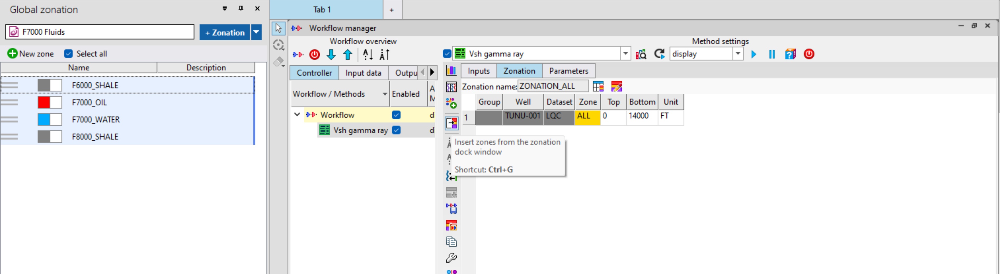 Global zonation
F7000 Fluids
+ Zonation
New zone
Select all
Name
Description
F6000_SHALE
F7000_OIL
F7000_WATER
F8000_SHALE
Tab 1
+
Workflow manager
Workflow overview
Controller
Input data
Outpu
Workflow / Methods
Enabled
A
M
Workflow
d
Vsh gamma ray
d
Method settings
Vsh gamma ray
display
Inputs
Zonation
Parameters
Zonation name: ZONATION_ALL
Group Well Dataset Zone Top Bottom Unit
1 TUNU-001 LQC ALL 0 14000 FT
Insert zones from the zonation
dock window
Shortcut: Ctrl+G